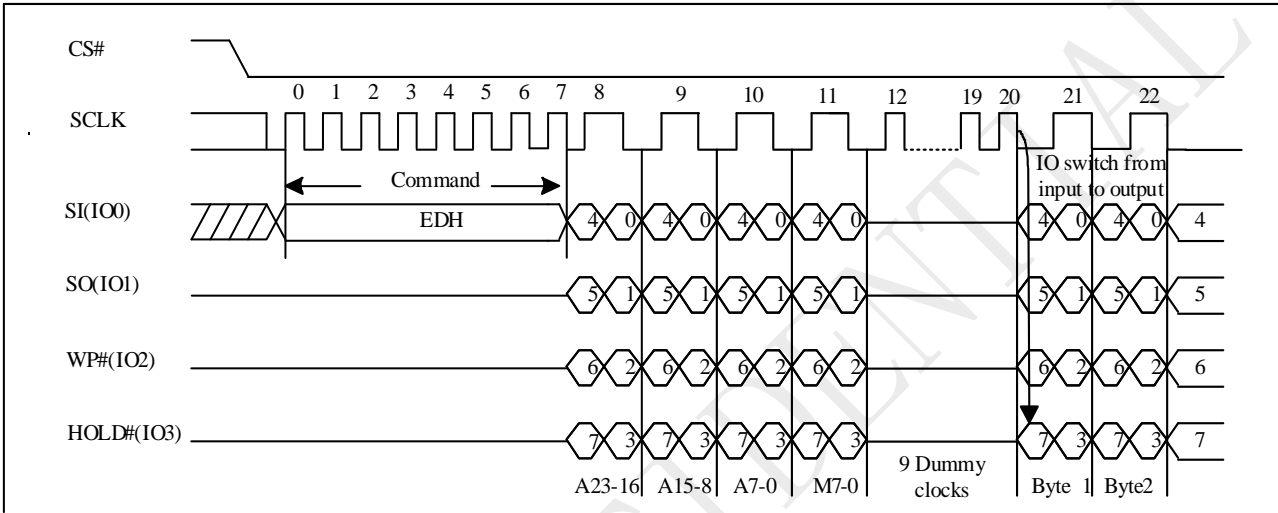 CS#
0 1 2 3 4 5 6 7 8 9 10 11 12 19 20 21 22
SCLK
IO switch from
input to output
Command
SI(IO0)
EDH
4 0 4 0 4 0 4 0 4 0 4 0 4
SO(IO1)
5 1 5 1 5 1 5 1 5 1 5 1 5
WP#(IO2)
6 2 6 2 6 2 6 2 6 2 6 2 6
HOLD#(IO3)
7 3 7 3 7 3 7 3 7 3 7 3 7
A23-16 A15-8 A7-0 M7-0
9 Dummy
clocks
Byte 1 Byte2
IDENTIAL